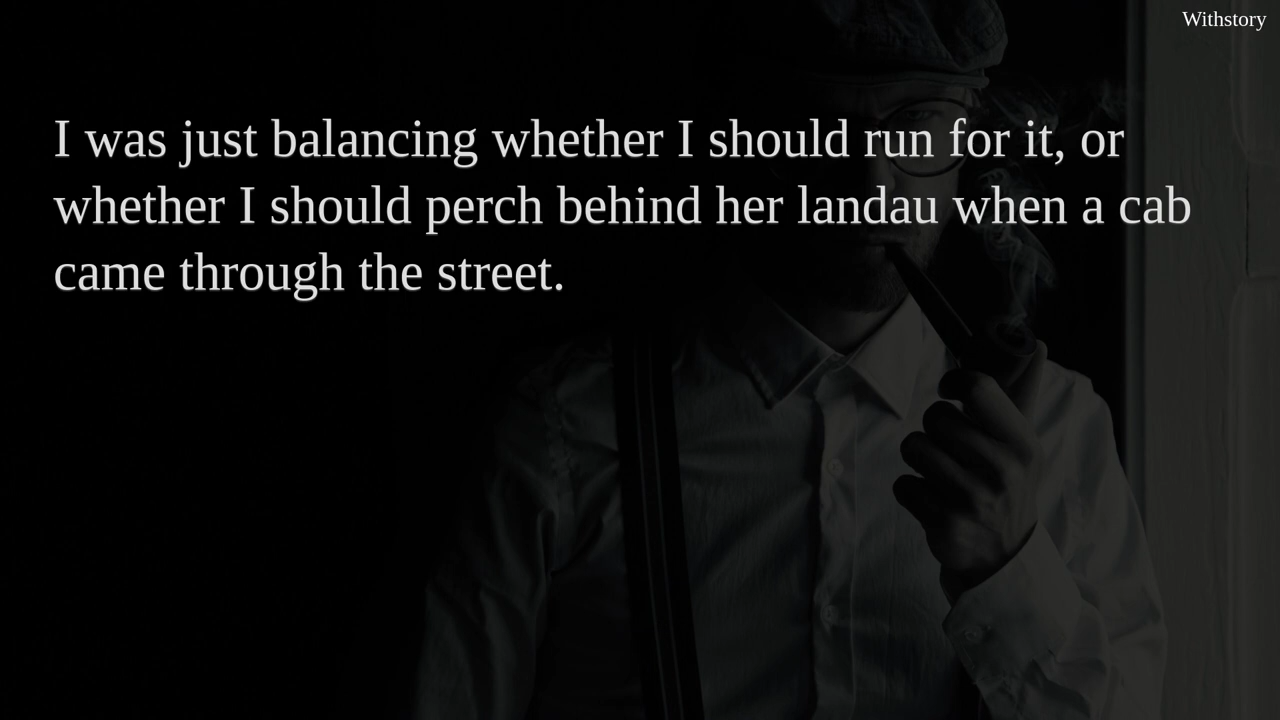 Withstory
I was just balancing whether I should run for it, or
whether I should perch behind her landau when a cab
came through the street.